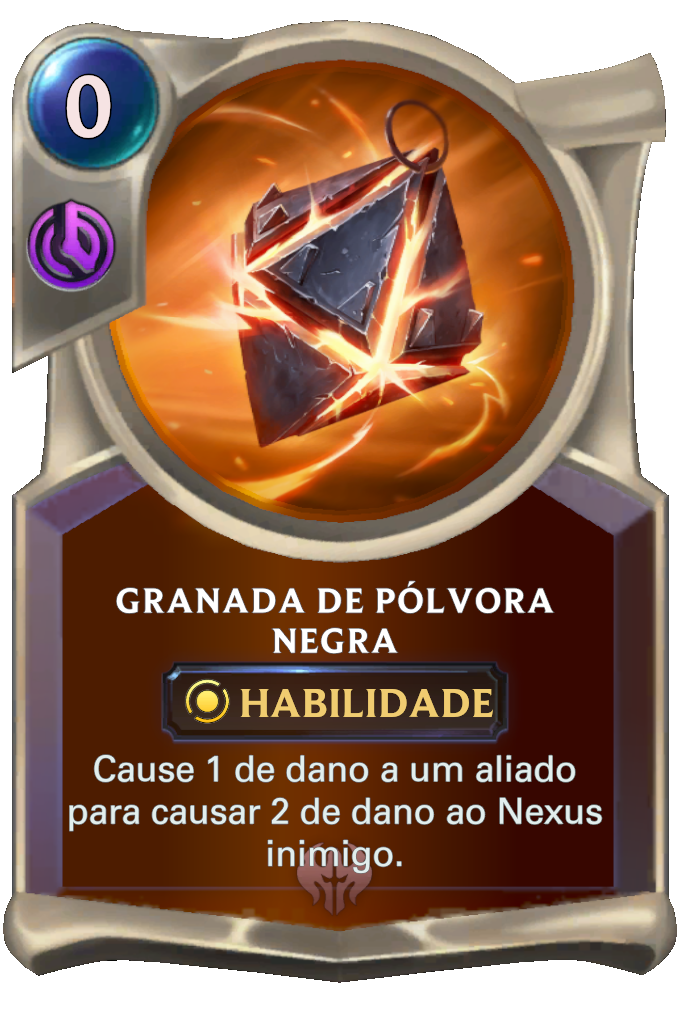 0
GRANADA DE PÓLVORA
NEGRA
HABILIDADE
Cause 1 de dano a um aliado
para causar 2 de dano ao Nexus
inimigo.